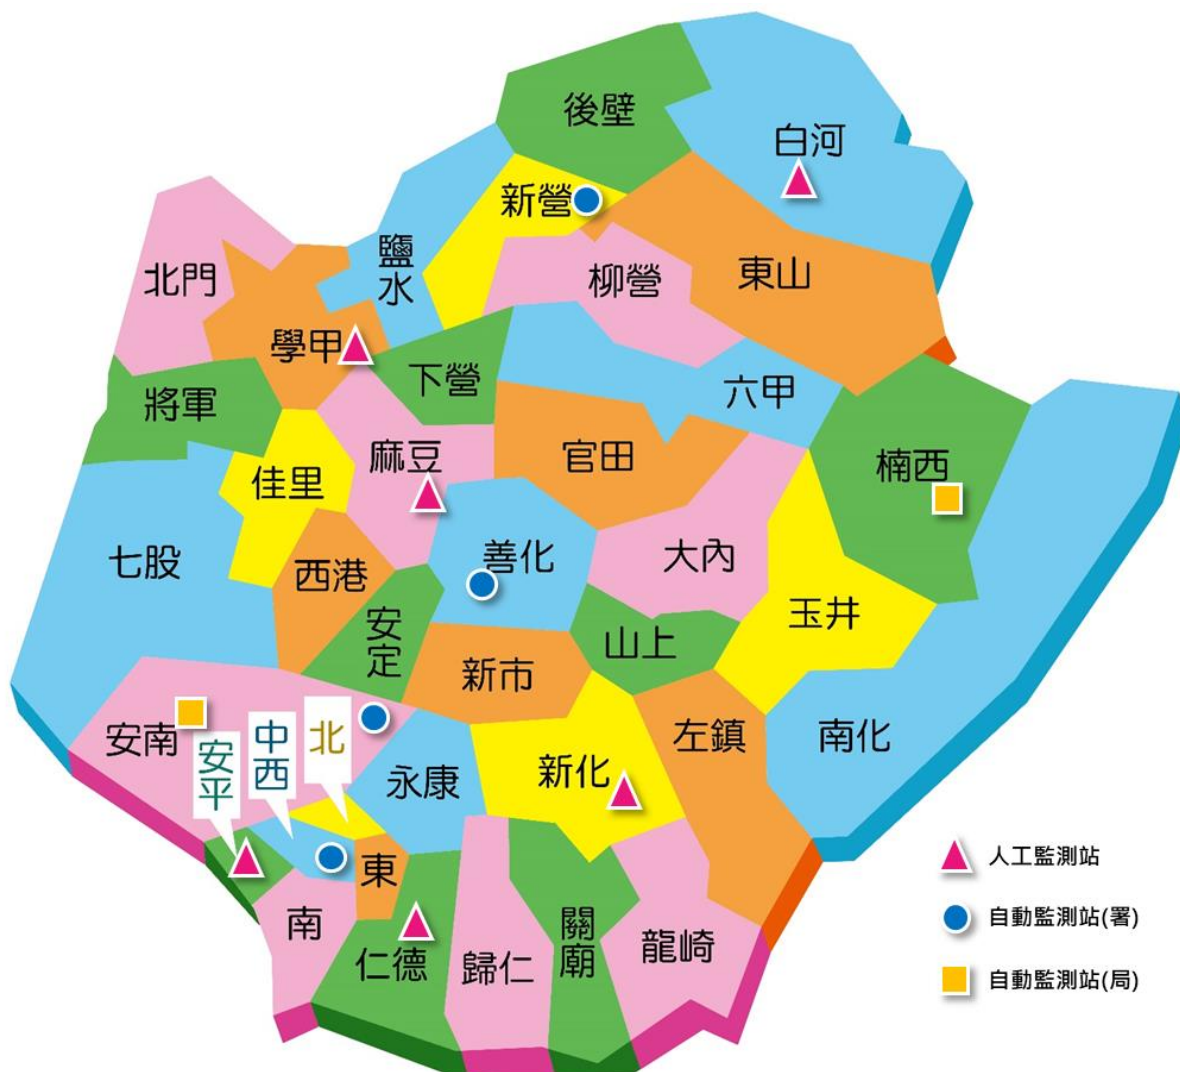 後壁
白河
新營
鹽水
北門
柳營
東山
學甲
下營
將軍
六甲
麻豆
官田
楠西
佳里
七股
善化
大內
西港
玉井
安定
山上
新市
安南
安平
中西
北
永康
新化
左鎮
南化
東
南
仁德
歸仁
關廟
龍崎
人工監測站
自動監測站(署)
自動監測站(局)